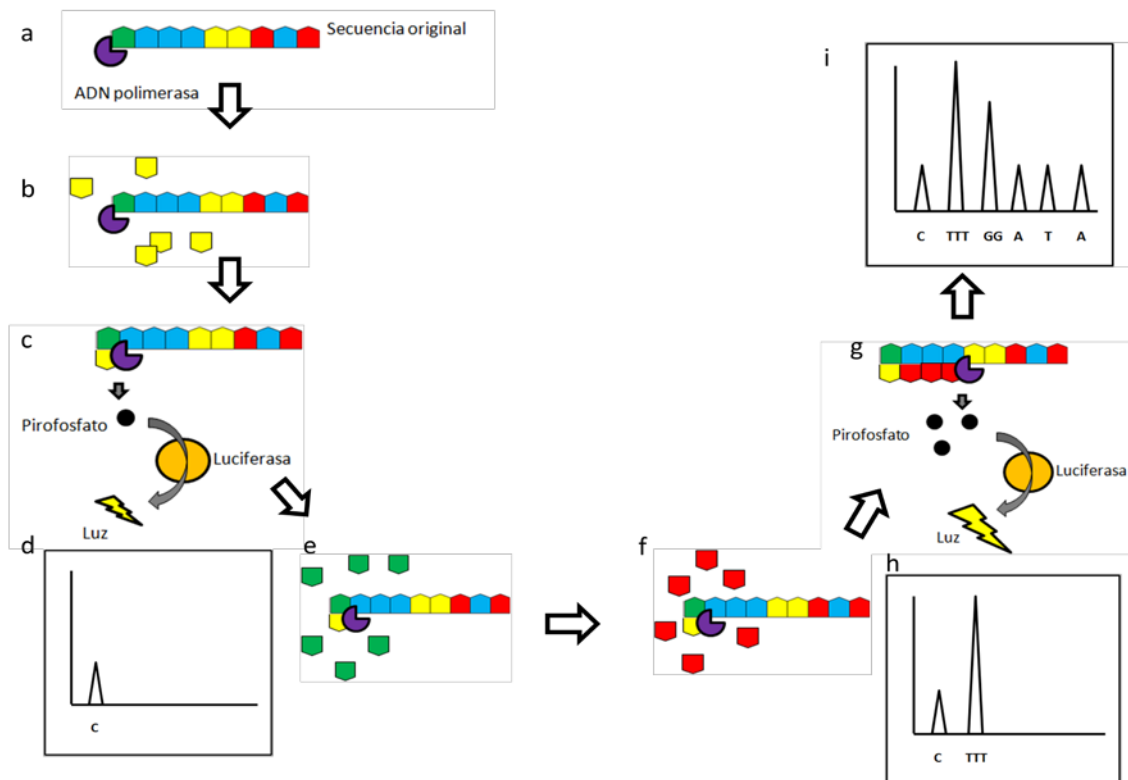 a
Secuencia original
ADN polimerasa
b
c
Pirofosfato
Luciferasa
Luz
d
C
e
f
g
Pirofosfato
Luciferasa
Luz
h
C TTT
i
C TTT GG A T A